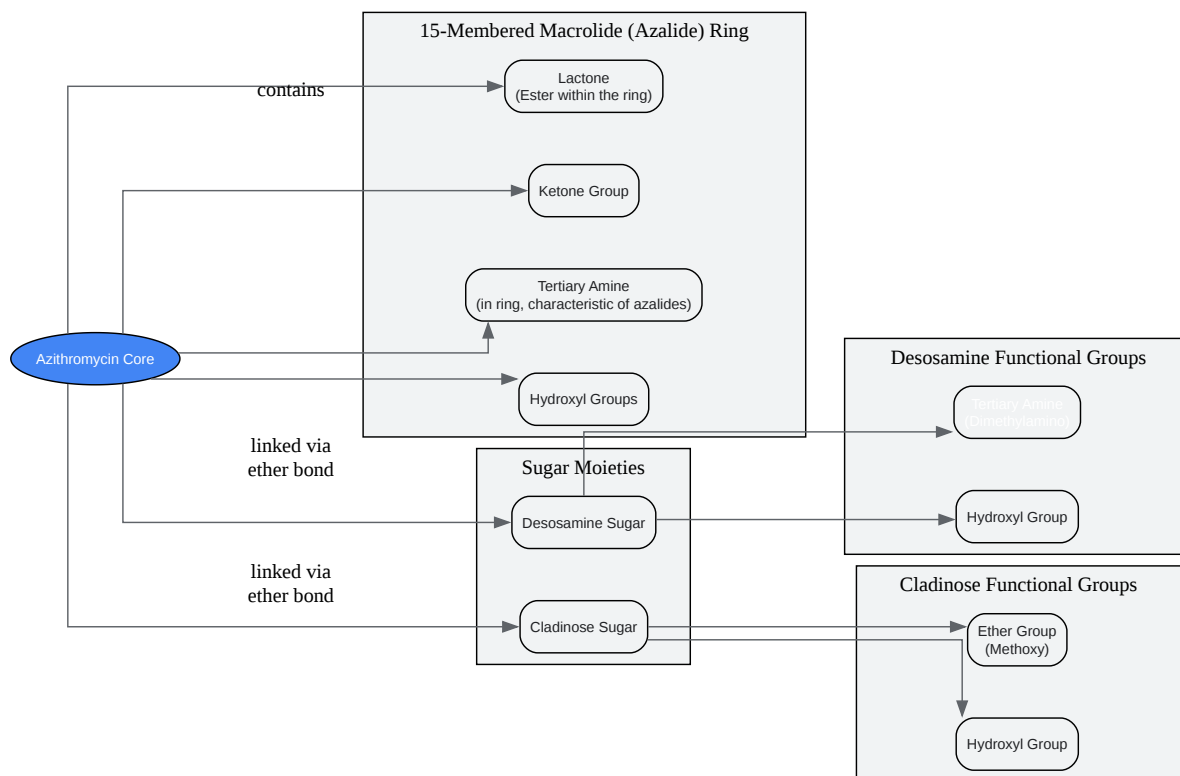 15-Membered Macrolide (Azalide) Ring
Lactone
(Ester within the ring)
contains
Ketone Group
Tertiary Amine
(in ring, characteristic of azalides)
Azithromycin Core
Hydroxyl Groups
Desosamine Functional Groups
Tertiary Amine
(Dimethylamino)
linked via
ether bond
Sugar Moieties
Desosamine Sugar
Hydroxyl Group
linked via
ether bond
Cladinose Functional Groups
Cladinose Sugar
Ether Group
(Methoxy)
Hydroxyl Group